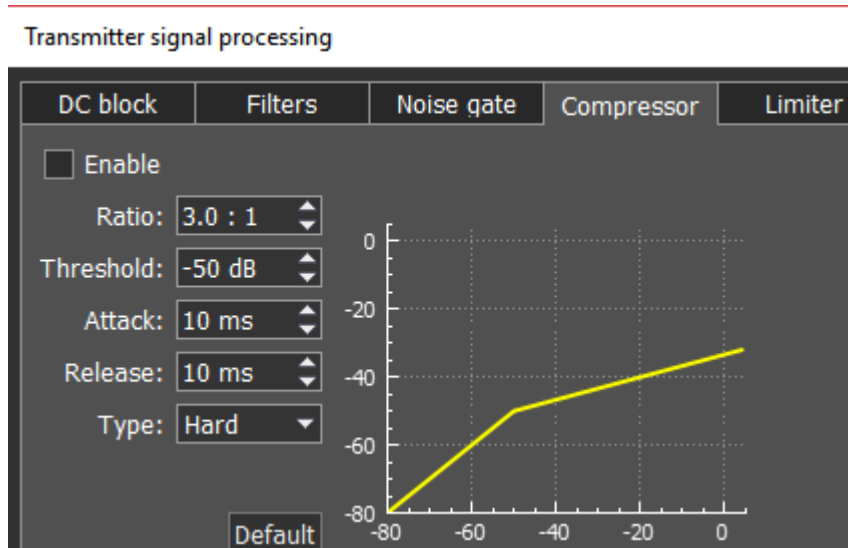 Transmitter signal processing
DC block Filters Noise gate Compressor Limiter
Enable
Ratio: 3.0 : 1
Threshold: -50 dB
Attack: 10 ms
Release: 10 ms
Type: Hard
Default
0
-20
-40
-60
-80
-80 -60 -40 -20 0